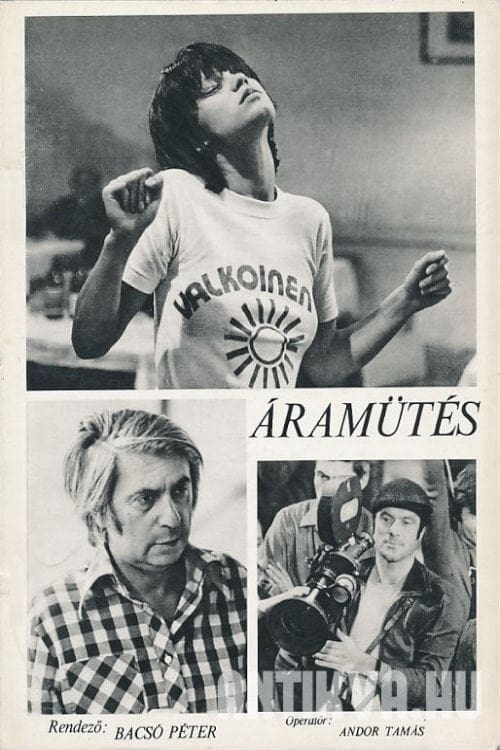 VALKOINEN
ÁRAMÜTÉS
Rendező: BACSÓ PÉTER
Operatőr:
ANDOR TAMÁS
ANTIKVA.HU